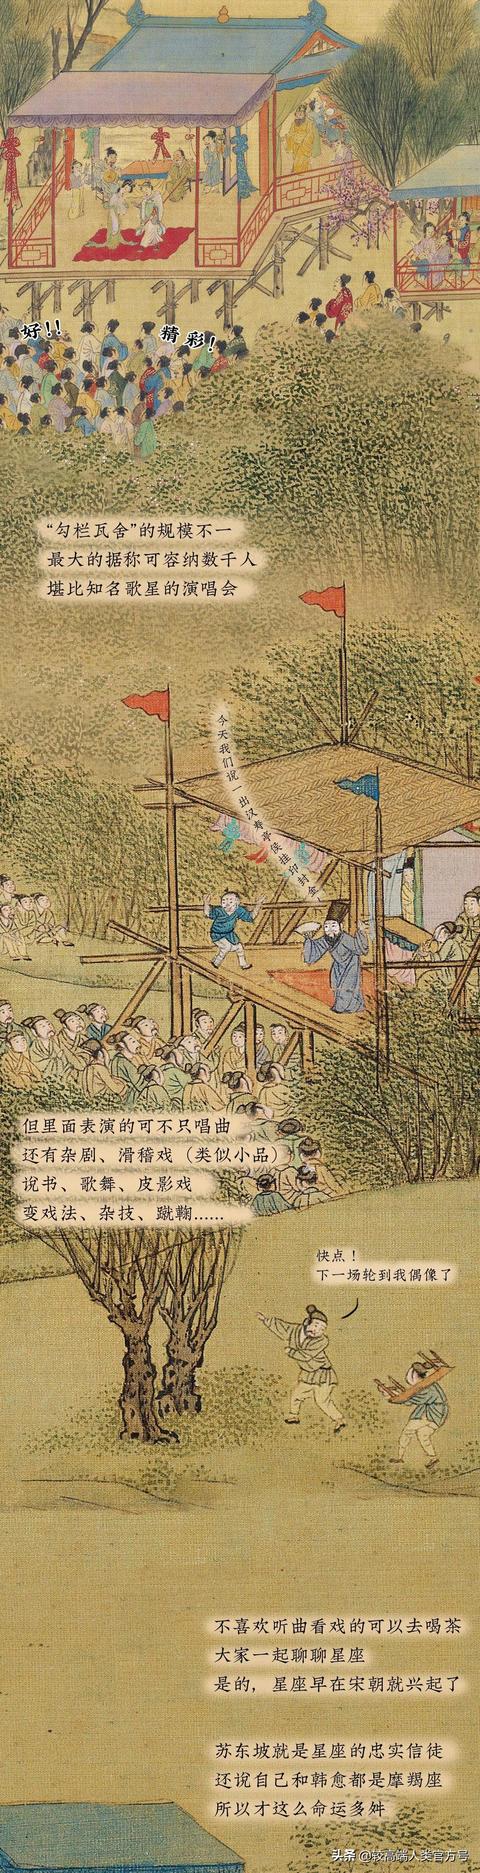 好!!
精彩!
“勾栏瓦舍”的规模不一
最大的据称可容纳数千人
堪比知名歌星的演唱会
今天我们说一出汉寿亭侯挂印封金
但里面表演的可不只唱曲
还有杂剧、滑稽戏（类似小品）
说书、歌舞、皮影戏
变戏法、杂技、蹴鞠......
快点！
下一场轮到我偶像了
不喜欢听曲看戏的可以去喝茶
大家一起聊聊星座
是的，星座早在宋朝就兴起了
苏东坡就是星座的忠实信徒
还说自己和韩愈都是摩羯座
所以才这么命运多舛
头条 @较高端人类官方号